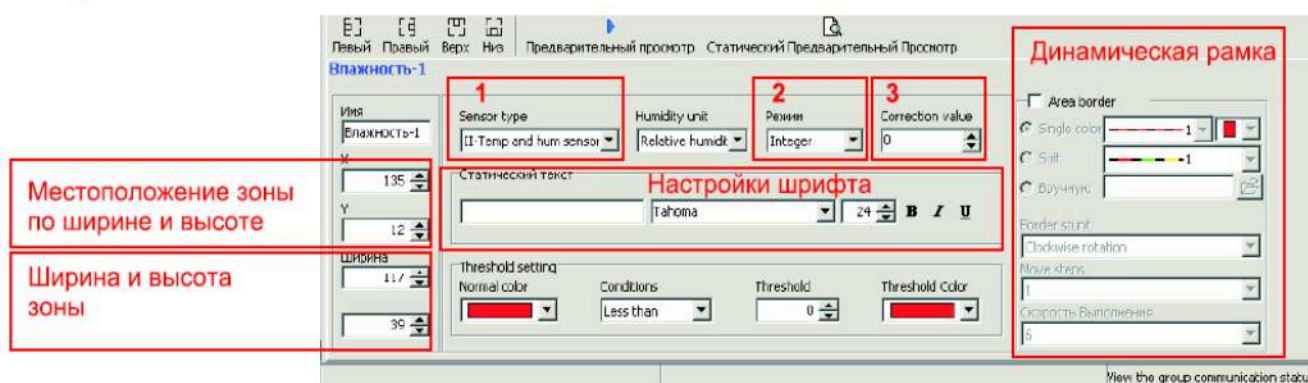 Левый Правый Верх Низ Предварительный просмотр Статический Предварительный Просмотр
Влажность-1
Динамическая рамка
1 2 3
Имя
Влажность-1
Sensor type Humidity unit Режим Correction value
II-Temp and hum sensor Relative humidit Integer 0
Area border
Single color 1
Suit 1
Вручную
Местоположение зоны
по ширине и высоте
X
135
Y
12
Статический текст Настройки шрифта
Tahoma 24 B I U
Border stunt
Clockwise rotation
Move steps
1
Скорость Выполнения
6
Ширина и высота
зоны
Ширина
117
39
Threshold setting
Normal color Conditions Threshold Threshold Color
Less than 0
View the group communication statu